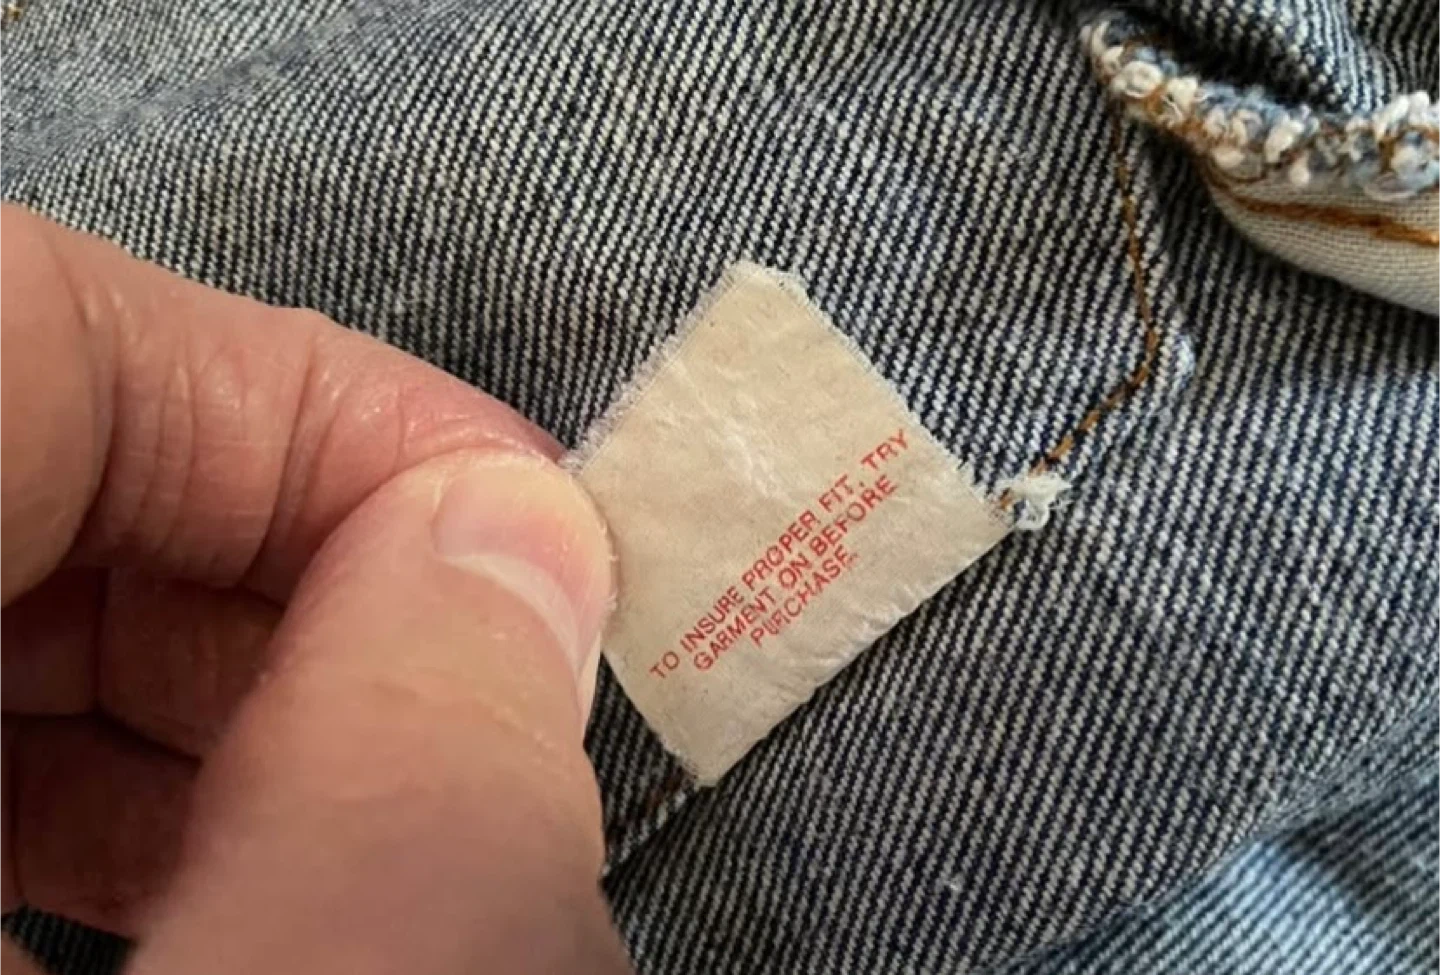 TO INSURE PROPER FIT, TRY
GARMENT ON BEFORE
PURCHASE.